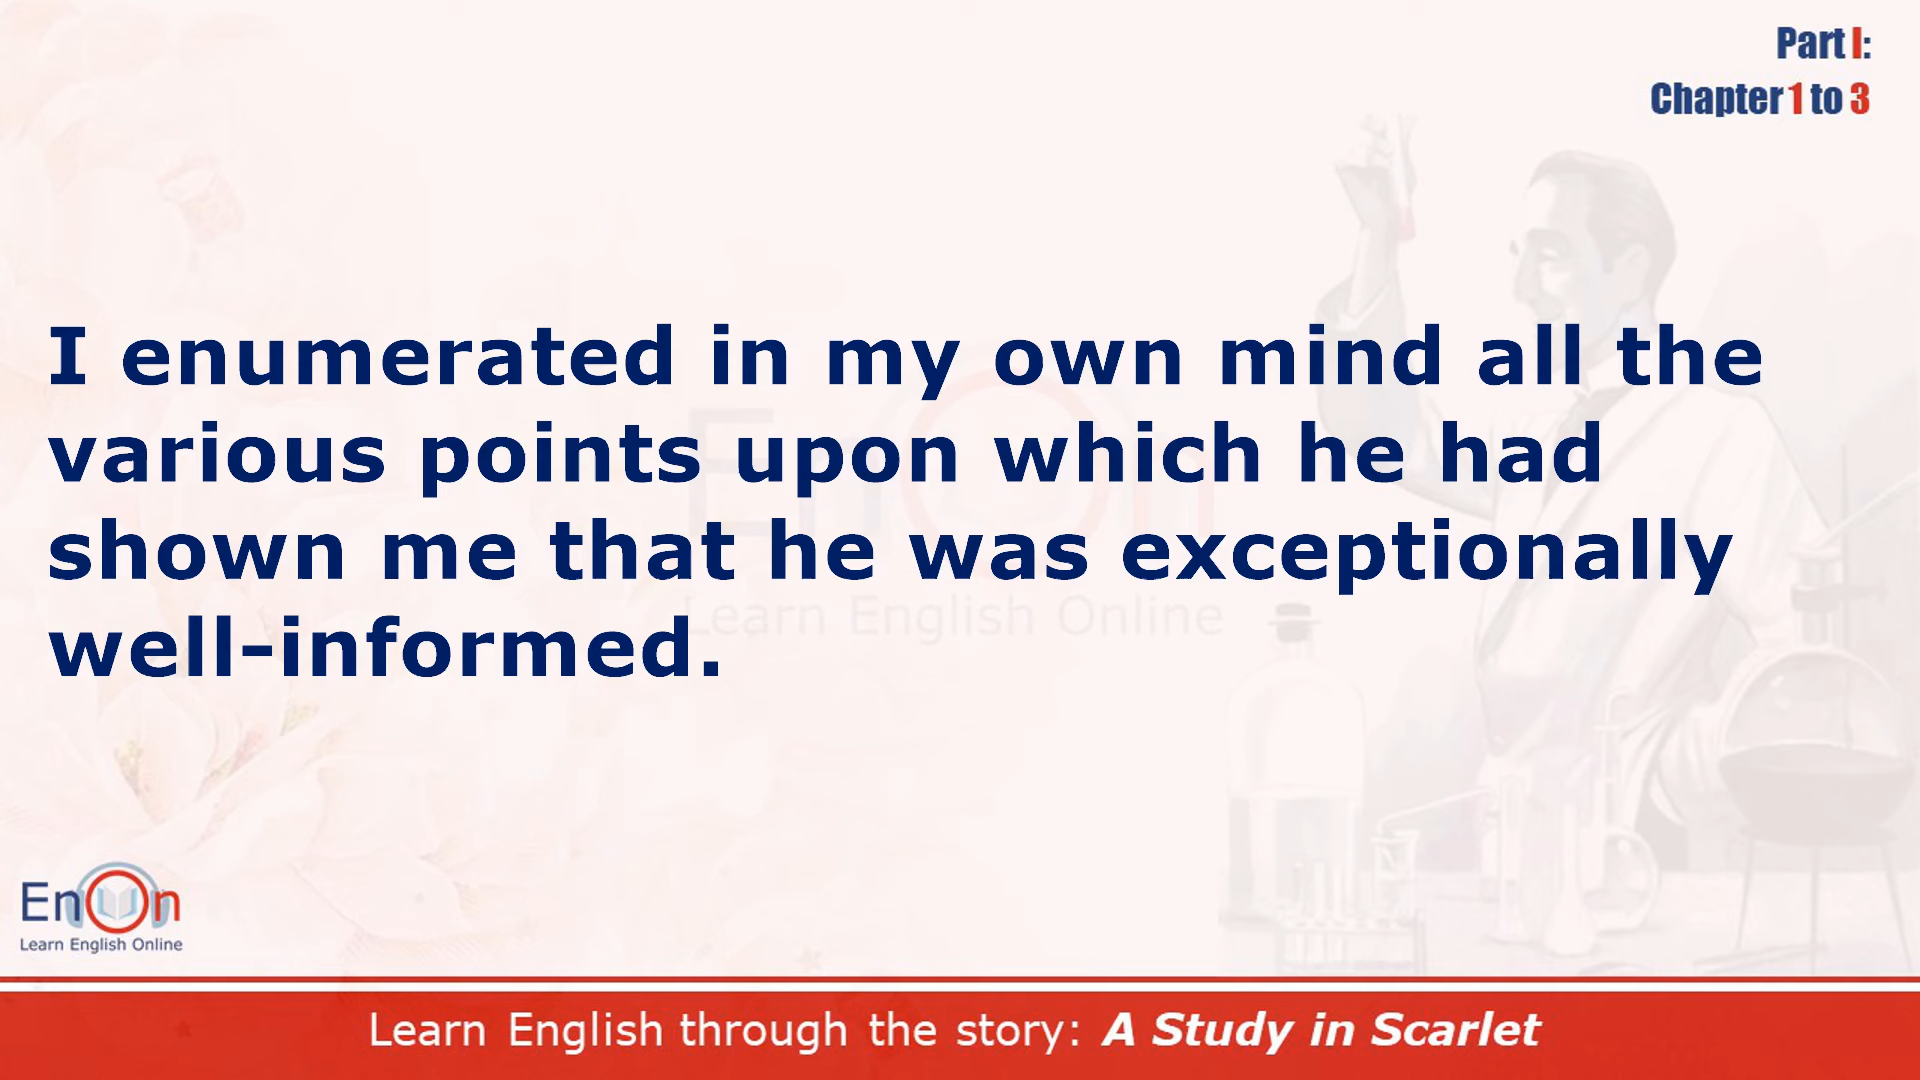 Part I:
Chapter 1 to 3
I enumerated in my own mind all the
various points upon which he had
shown me that he was exceptionally
well-informed.
EnOn
Learn English Online
EnOn
Learn English Online
Learn English through the story: A Study in Scarlet